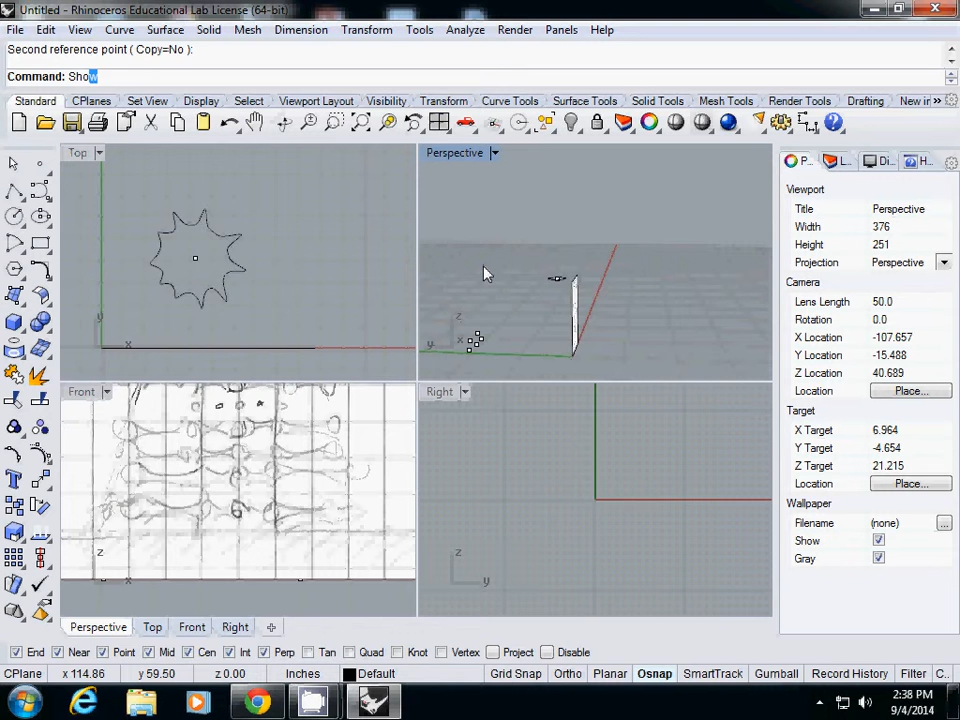 Untitled - Rhinoceros Educational Lab License (64-bit)
File Edit View Curve Surface Solid Mesh Dimension Transform Tools Analyze Render Panels Help
Second reference point ( Copy=No ):
Command: Show
Standard CPlanes Set View Display Select Viewport Layout Visibility Transform Curve Tools Surface Tools Solid Tools Mesh Tools Render Tools Drafting New in »
Top
Perspective
P... L... Di... H...
Viewport
Title Perspective
Width 376
Height 251
Projection Perspective
Camera
Lens Length 50.0
Rotation 0.0
X Location -107.657
Y Location -15.488
Z Location 40.689
Location Place...
Target
X Target 6.964
Y Target -4.654
Z Target 21.215
Location Place...
Wallpaper
Filename (none) ...
Show
Gray
y x
z x y
Front
Right
z x
z y
Perspective Top Front Right
End Near Point Mid Cen Int Perp Tan Quad Knot Vertex Project Disable
CPlane x 114.86 y 59.50 z 0.00 Inches Default Grid Snap Ortho Planar Osnap SmartTrack Gumball Record History Filter C..
2:38 PM
9/4/2014